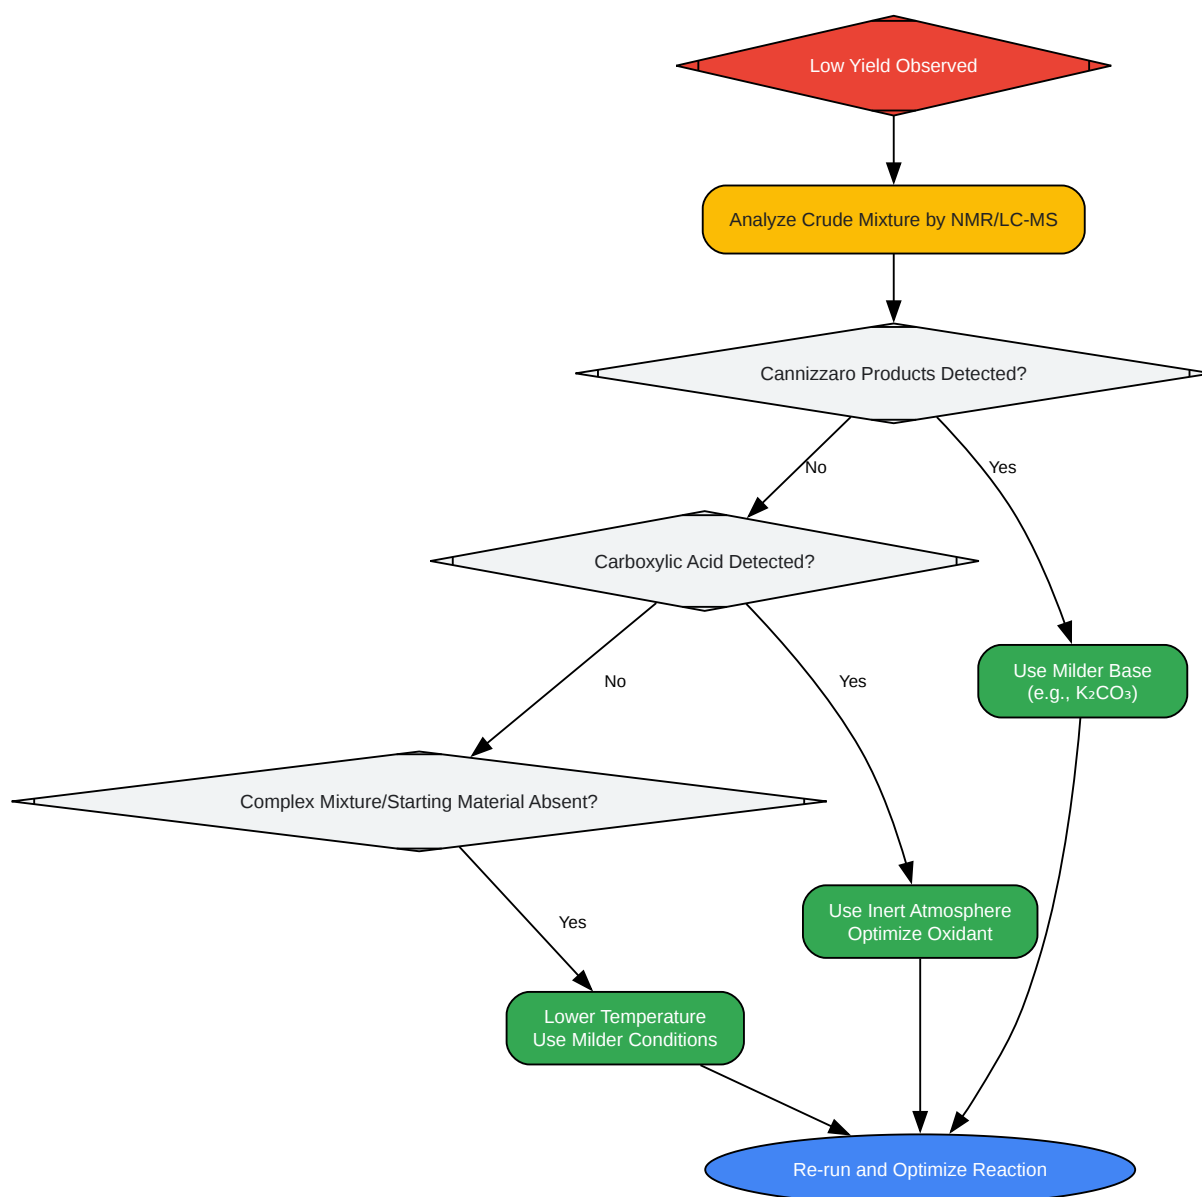 Low Yield Observed
Analyze Crude Mixture by NMR/LC-MS
Cannizzaro Products Detected?
No
Yes
Carboxylic Acid Detected?
No
Yes
Use Milder Base
(e.g., K₂CO₃)
Complex Mixture/Starting Material Absent?
Yes
Use Inert Atmosphere
Optimize Oxidant
Lower Temperature
Use Milder Conditions
Re-run and Optimize Reaction